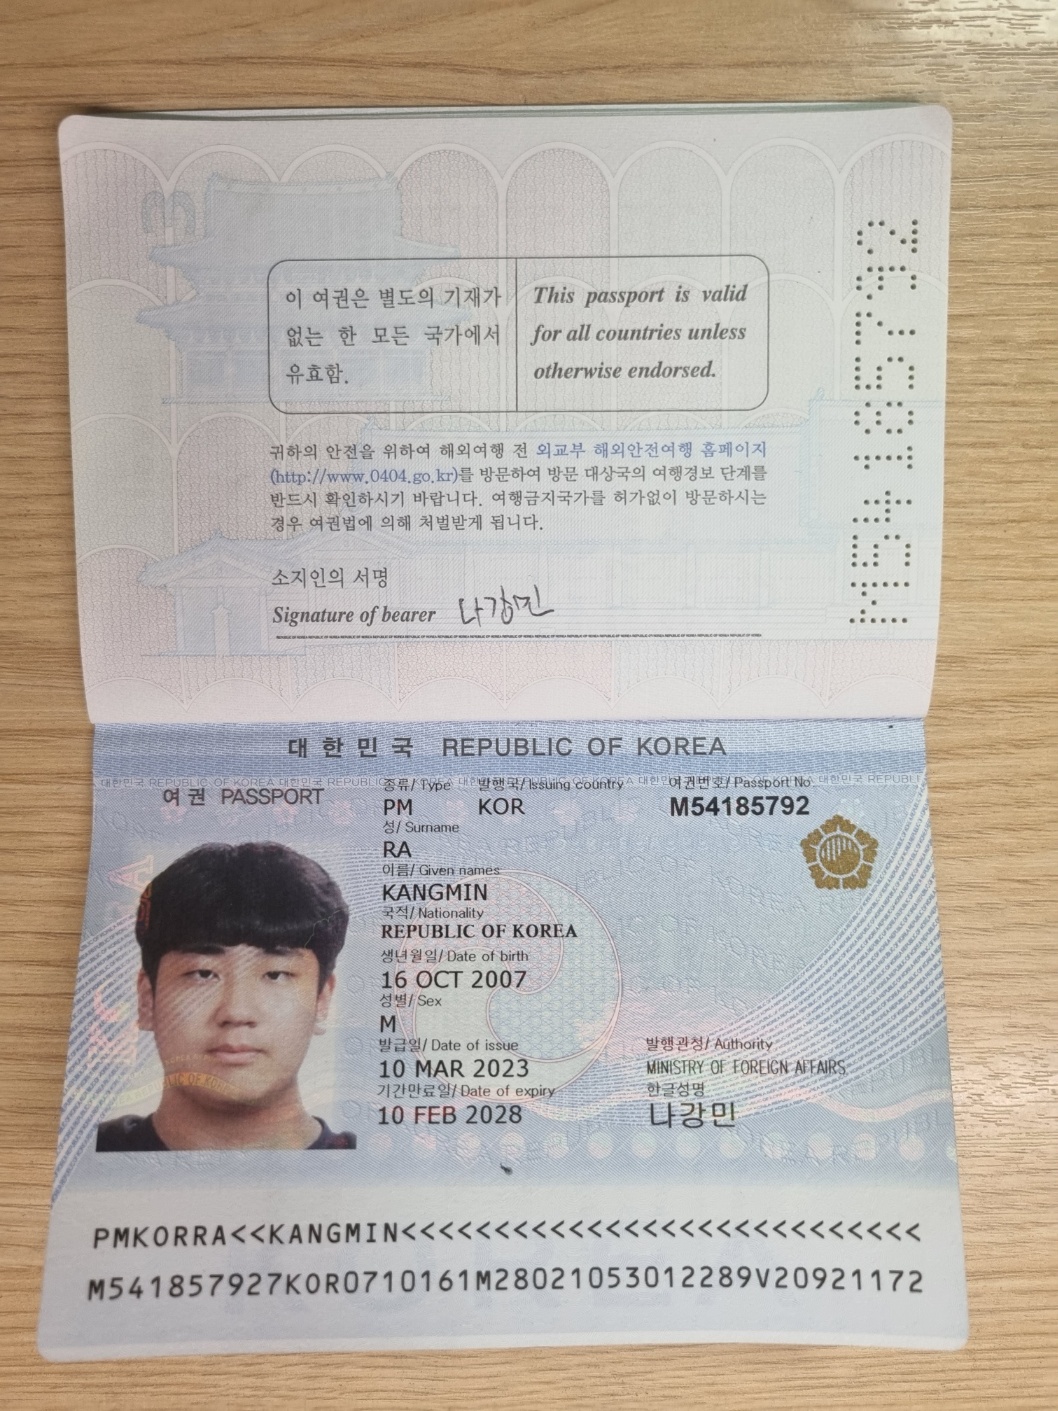 이 여권은 별도의 기재가
없는 한 모든 국가에서
유효함.
This passport is valid
for all countries unless
otherwise endorsed.
귀하의 안전을 위하여 해외여행 전 외교부 해외안전여행 홈페이지
(http://www.0404.go.kr)를 방문하여 방문 대상국의 여행경보 단계를
반드시 확인하시기 바랍니다. 여행금지국가를 허가없이 방문하시는
경우 여권법에 의해 처벌받게 됩니다.
소지인의 서명
Signature of bearer 나강민
M54185792
대한민국 REPUBLIC OF KOREA
여권 PASSPORT
종류/ Type 발행국/ Issuing country 여권번호/ Passport No.
PM KOR M54185792
성/ Surname
RA
이름/ Given names
KANGMIN
국적/ Nationality
REPUBLIC OF KOREA
생년월일/ Date of birth
16 OCT 2007
성별/ Sex
M
발급일/ Date of issue 발행관청/ Authority
10 MAR 2023 MINISTRY OF FOREIGN AFFAIRS
기간만료일/ Date of expiry 한글성명
10 FEB 2028 나강민
PMKORRA<<KANGMIN<<<<<<<<<<<<<<<<<<<<<<<<<<<<
M541857927KOR0710161M28021053012289V20921172